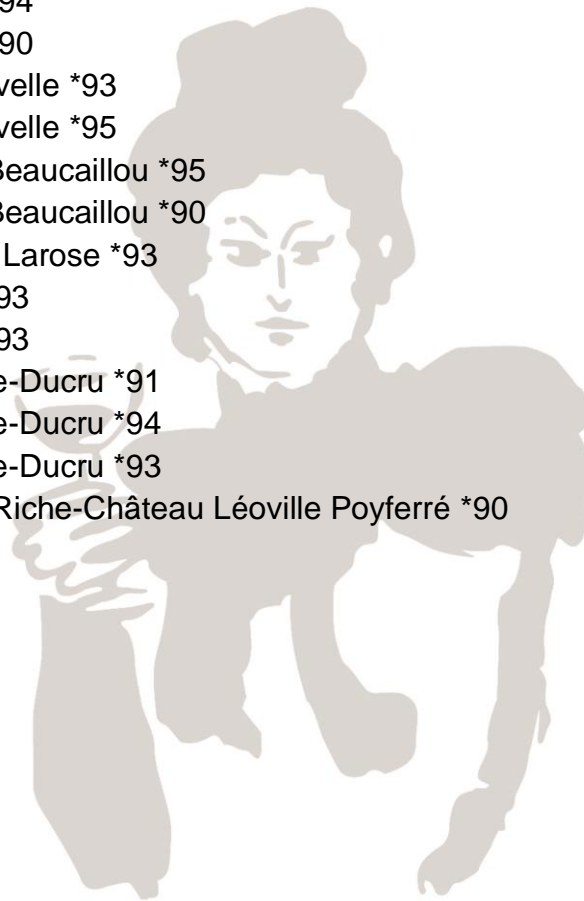 94
90
velle *93
velle *95
Beaucaillou *95
Beaucaillou *90
Larose *93
93
93
e-Ducru *91
e-Ducru *94
e-Ducru *93
Riche-Château Léoville Poyferré *90